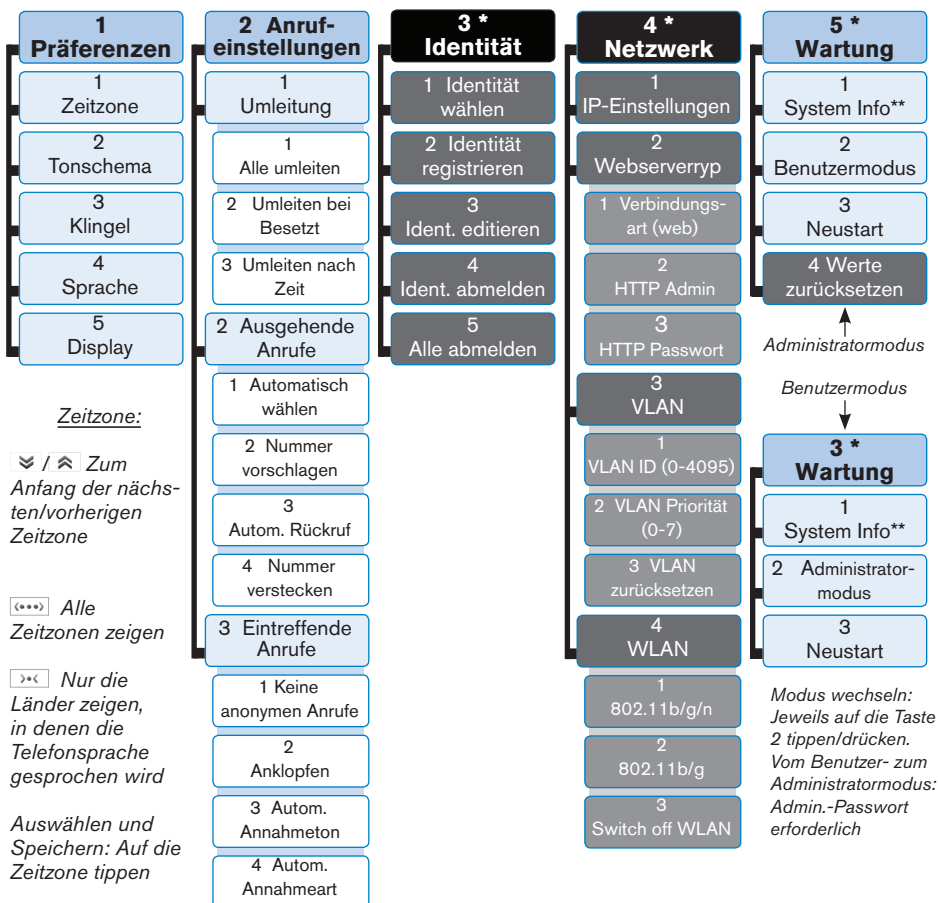 1
Präferenzen
1
Zeitzone
2
Tonschema
3
Klingel
4
Sprache
5
Display
Zeitzone:
/ Zum
Anfang der nächs-
ten/vorherigen
Zeitzone
Alle
Zeitzonen zeigen
Nur die
Länder zeigen,
in denen die
Telefonsprache
gesprochen wird
Auswählen und
Speichern: Auf die
Zeitzone tippen
2 Anruf-
einstellungen
1
Umleitung
1
Alle umleiten
2 Umleiten bei
Besetzt
3 Umleiten nach
Zeit
2 Ausgehende
Anrufe
1 Automatisch
wählen
2 Nummer
vorschlagen
3
Autom. Rückruf
4 Nummer
verstecken
3 Eintreffende
Anrufe
1 Keine
anonymen Anrufe
2
Anklopfen
3 Autom.
Annahmeton
4 Autom.
Annahmeart
3 *
Identität
1 Identität
wählen
2 Identität
registrieren
3
Ident. editieren
4
Ident. abmelden
5
Alle abmelden
4 *
Netzwerk
1
IP-Einstellungen
2
Webserverryp
1 Verbindungs-
art (web)
2
HTTP Admin
3
HTTP Passwort
3
VLAN
1
VLAN ID (0-4095)
2 VLAN Priorität
(0-7)
3 VLAN
zurücksetzen
4
WLAN
1
802.11b/g/n
2
802.11b/g
3
Switch off WLAN
5 *
Wartung
1
System Info**
2
Benutzermodus
3
Neustart
4 Werte
zurücksetzen
Administratormodus
Benutzermodus
3 *
Wartung
1
System Info**
2 Administrator-
modus
3
Neustart
Modus wechseln:
Jeweils auf die Taste
2 tippen/drücken.
Vom Benutzer- zum
Administratormodus:
Admin.-Passwort
erforderlich